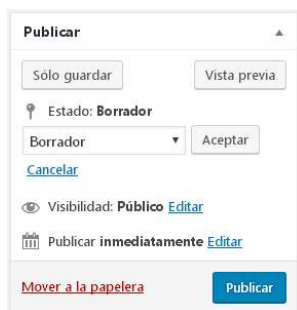 Publicar
Sólo guardar Vista previa
Estado: Borrador
Borrador Aceptar
Cancelar
Visibilidad: Público Editar
Publicar inmediatamente Editar
Mover a la papelera Publicar